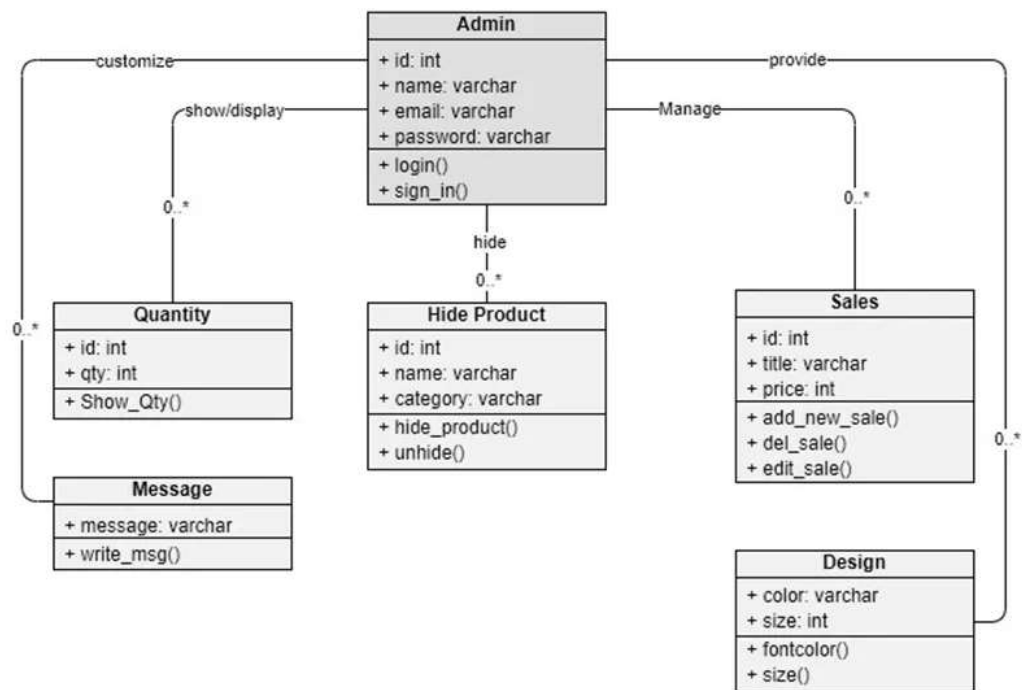 Admin
+ id: int
+ name: varchar
+ email: varchar
+ password: varchar
+ login()
+ sign_in()
customize
show/display
provide
Manage
hide
0..*
0..*
0..*
0..*
0..*
Quantity
+ id: int
+ qty: int
+ Show_Qty()
Hide Product
+ id: int
+ name: varchar
+ category: varchar
+ hide_product()
+ unhide()
Sales
+ id: int
+ title: varchar
+ price: int
+ add_new_sale()
+ del_sale()
+ edit_sale()
Message
+ message: varchar
+ write_msg()
Design
+ color: varchar
+ size: int
+ fontcolor()
+ size()